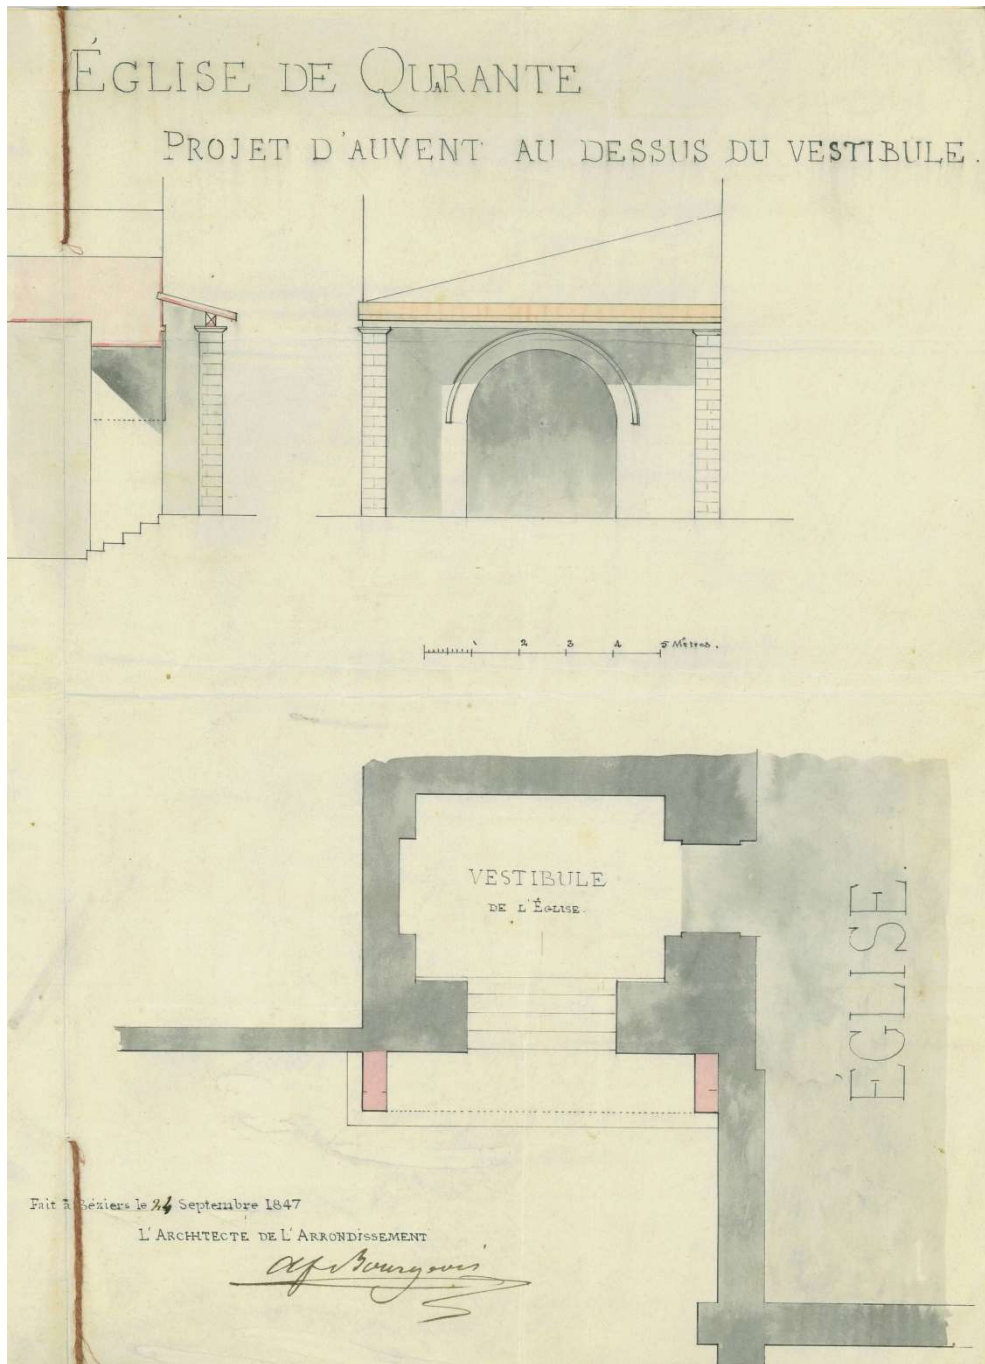 ÉGLISE DE QUARANTE
PROJET D'AUVENT AU DESSUS DU VESTIBULE.
1 2 3 4 5 Mètres.
VESTIBULE
DE L'ÉGLISE.
ÉGLISE.
Fait à Béziers le 24 Septembre 1847
L'ARCHITECTE DE L'ARRONDISSEMENT
Bourgeois